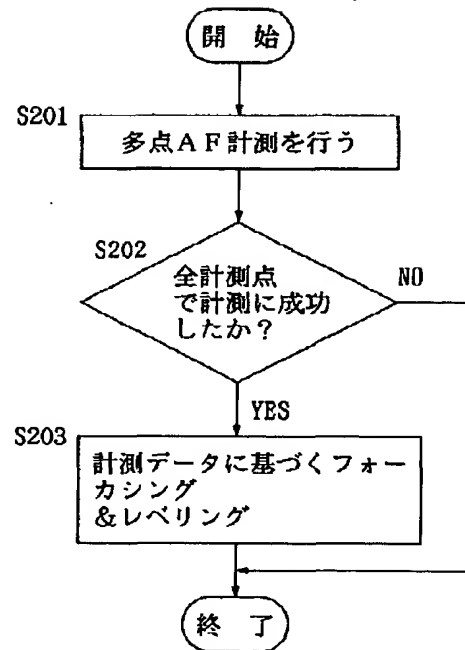 開　始
S201
多点ＡＦ計測を行う
S202
全計測点
で計測に成功
したか？
NO
YES
S203
計測データに基づくフォー
カシング
＆レベリング
終　了